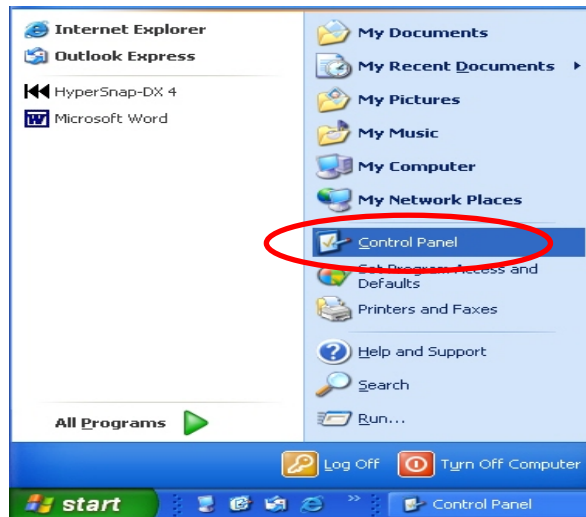 Internet Explorer
Outlook Express
HyperSnap-DX 4
Microsoft Word
All Programs
My Documents
My Recent Documents
My Pictures
My Music
My Computer
My Network Places
Control Panel
Set Program Access and
Defaults
Printers and Faxes
Help and Support
Search
Run...
Log Off
Turn Off Computer
start
Control Panel